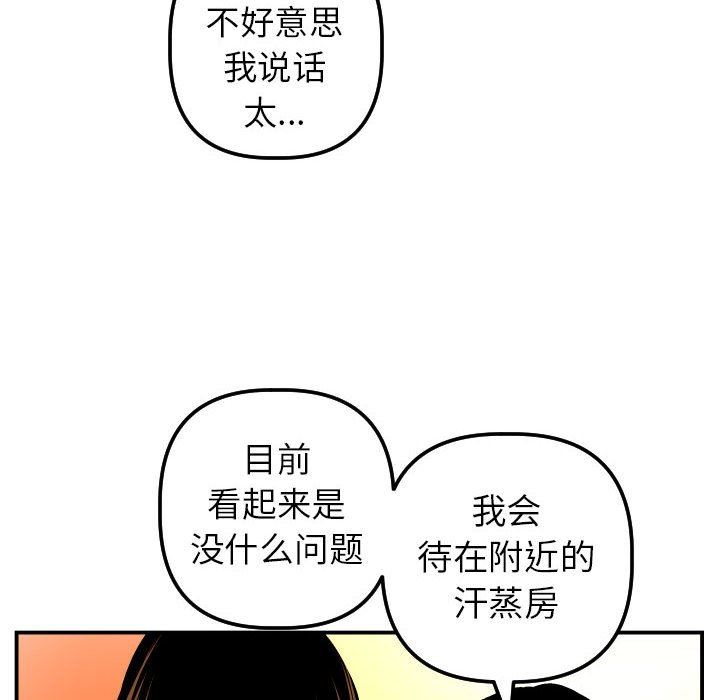 不好意思
我说话
太...
目前
看起来是
没什么问题
我会
待在附近的
汗蒸房